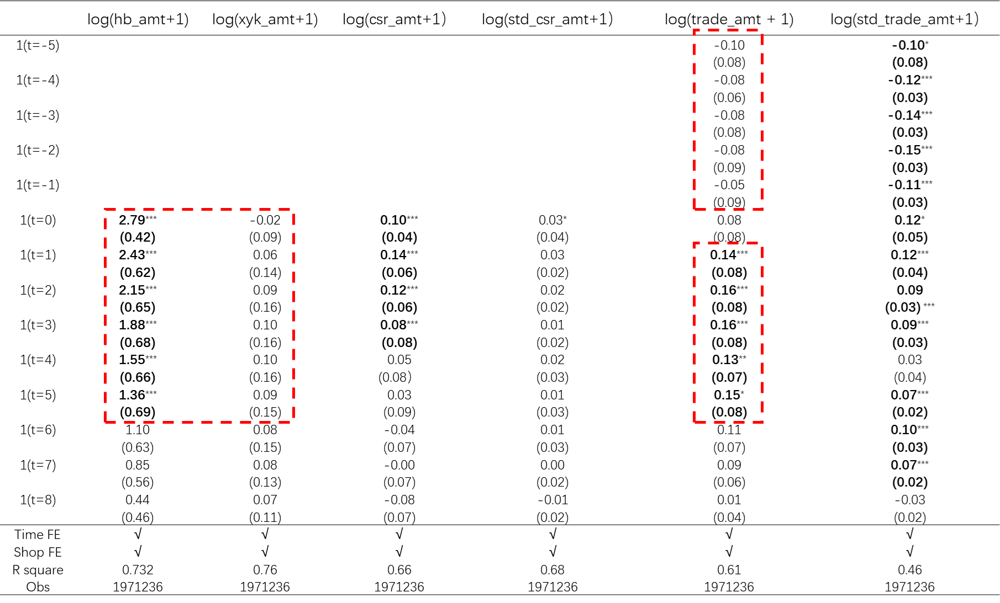 log(hb_amt+1) log(xyk_amt+1) log(csr_amt+1) log(std_csr_amt+1) log(trade_amt + 1) log(std_trade_amt+1)
1(t=-5) -0.10 -0.10*
(0.08) (0.08)
1(t=-4) -0.08 -0.12***
(0.06) (0.03)
1(t=-3) -0.08 -0.14***
(0.08) (0.03)
1(t=-2) -0.08 -0.15***
(0.09) (0.03)
1(t=-1) -0.05 -0.11***
(0.09) (0.03)
1(t=0) 2.79*** -0.02 0.10*** 0.03* 0.08 0.12*
(0.42) (0.09) (0.04) (0.04) (0.08) (0.05)
1(t=1) 2.43*** 0.06 0.14*** 0.03 0.14*** 0.12***
(0.62) (0.14) (0.06) (0.02) (0.08) (0.04)
1(t=2) 2.15*** 0.09 0.12*** 0.02 0.16*** 0.09
(0.65) (0.16) (0.06) (0.02) (0.08) (0.03) ***
1(t=3) 1.88*** 0.10 0.08*** 0.01 0.16*** 0.09***
(0.68) (0.16) (0.08) (0.02) (0.08) (0.03)
1(t=4) 1.55*** 0.10 0.05 0.02 0.13** 0.03
(0.66) (0.16) (0.08) (0.03) (0.07) (0.04)
1(t=5) 1.36*** 0.09 0.03 0.01 0.15* 0.07***
(0.69) (0.15) (0.09) (0.03) (0.08) (0.02)
1(t=6) 1.10 0.08 -0.04 0.01 0.11 0.10***
(0.63) (0.15) (0.07) (0.03) (0.07) (0.03)
1(t=7) 0.85 0.08 -0.00 0.00 0.09 0.07***
(0.56) (0.13) (0.07) (0.02) (0.06) (0.02)
1(t=8) 0.44 0.07 -0.08 -0.01 0.01 -0.03
(0.46) (0.11) (0.07) (0.02) (0.04) (0.02)
Time FE √ √ √ √ √ √
Shop FE √ √ √ √ √ √
R square 0.732 0.76 0.66 0.68 0.61 0.46
Obs 1971236 1971236 1971236 1971236 1971236 1971236